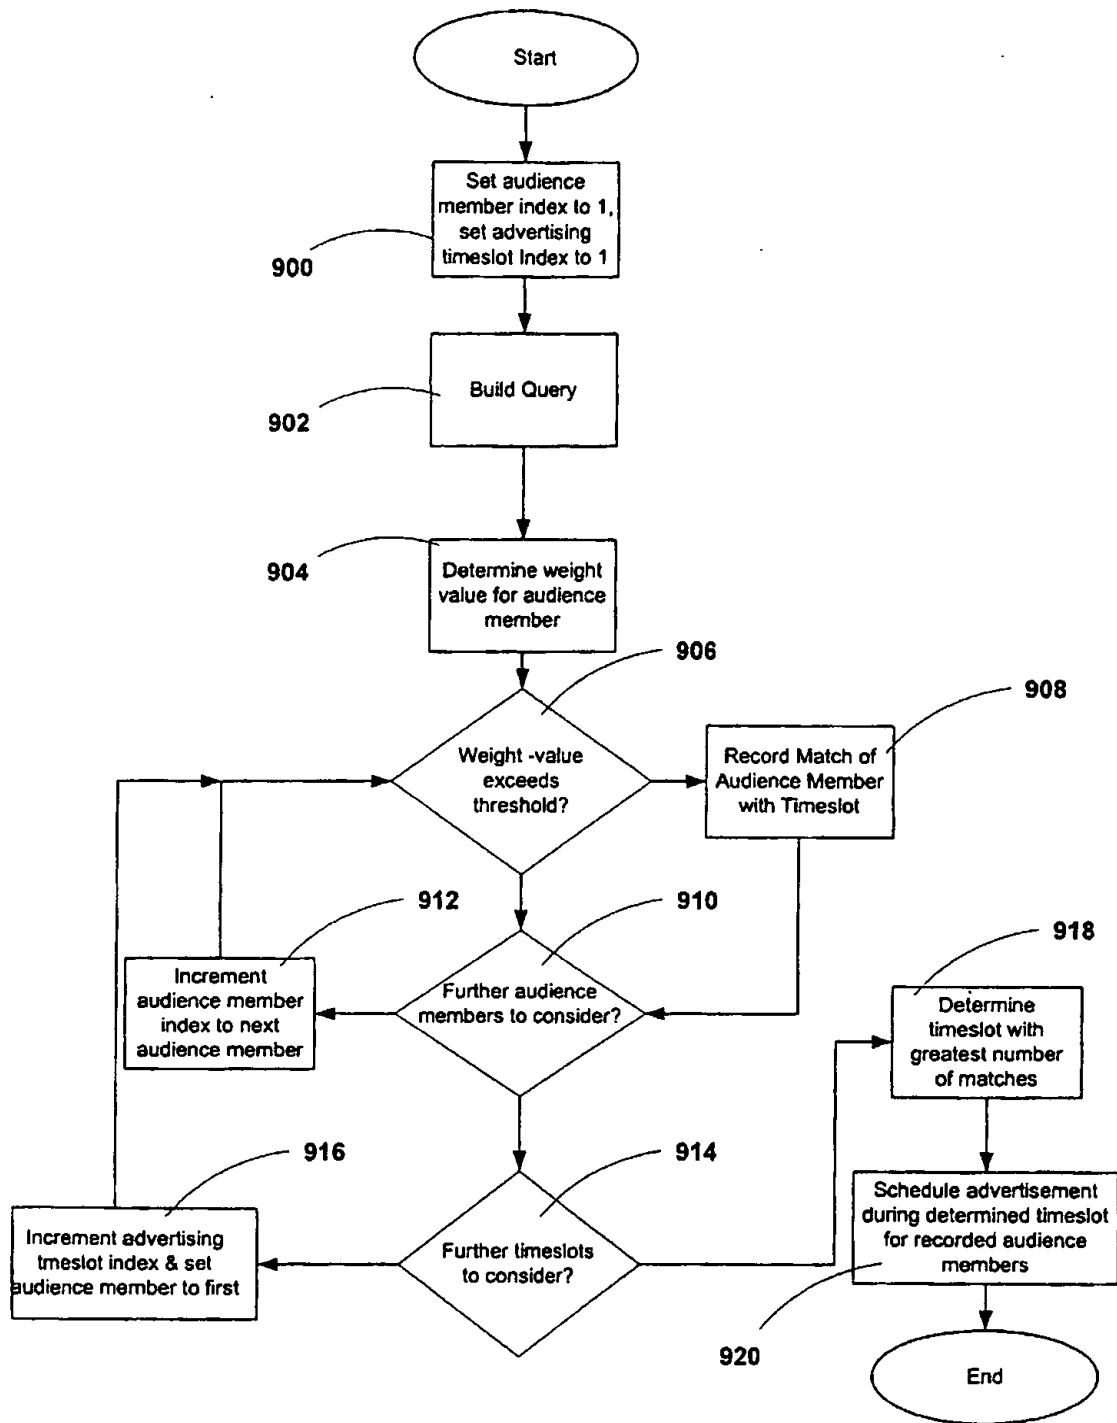 Start
Set audience
member index to 1,
set advertising
timeslot Index to 1
900
Build Query
902
904
Determine weight
value for audience
member
906
908
Weight -value
exceeds
threshold?
Record Match of
Audience Member
with Timeslot
912
910
918
Increment
audience member
index to next
audience member
Further audience
members to consider?
Determine
timeslot with
greatest number
of matches
916
914
Increment advertising
tmeslot index & set
audience member to first
Further timeslots
to consider?
Schedule advertisement
during determined timeslot
for recorded audience
members
920
End